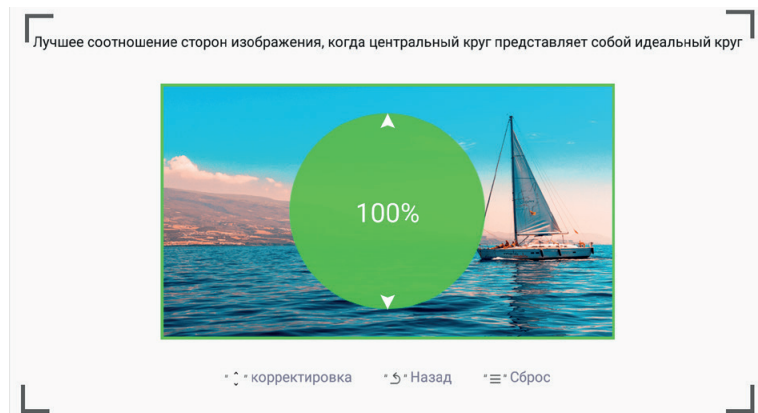 Лучшее соотношение сторон изображения, когда центральный круг представляет собой идеальный круг
100%
корректировка Назад Сброс